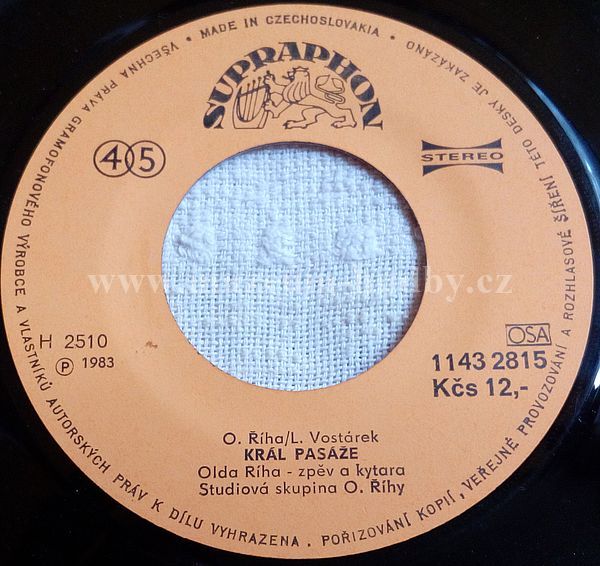 • MADE IN CZECHOSLOVAKIA •
VŠECHNA PRÁVA GRAMOFONOVÉHO VÝROBCE A VLASTNÍKŮ AUTORSKÝCH PRÁV K DÍLU VYHRAZENA. POŘIZOVÁNÍ KOPIÍ, VEŘEJNÉ PROVOZOVÁNÍ A ROZHLASOVÉ ŠÍŘENÍ TÉTO DESKY JE ZAKÁZÁNO
SUPRAPHON
45
STEREO
H 2510
Ⓟ 1983
OSA
1143 2815
Kčs 12,-
O. Říha/L. Vostárek
KRÁL PASÁŽE
Olda Říha - zpěv a kytara
Studiová skupina O. Říhy